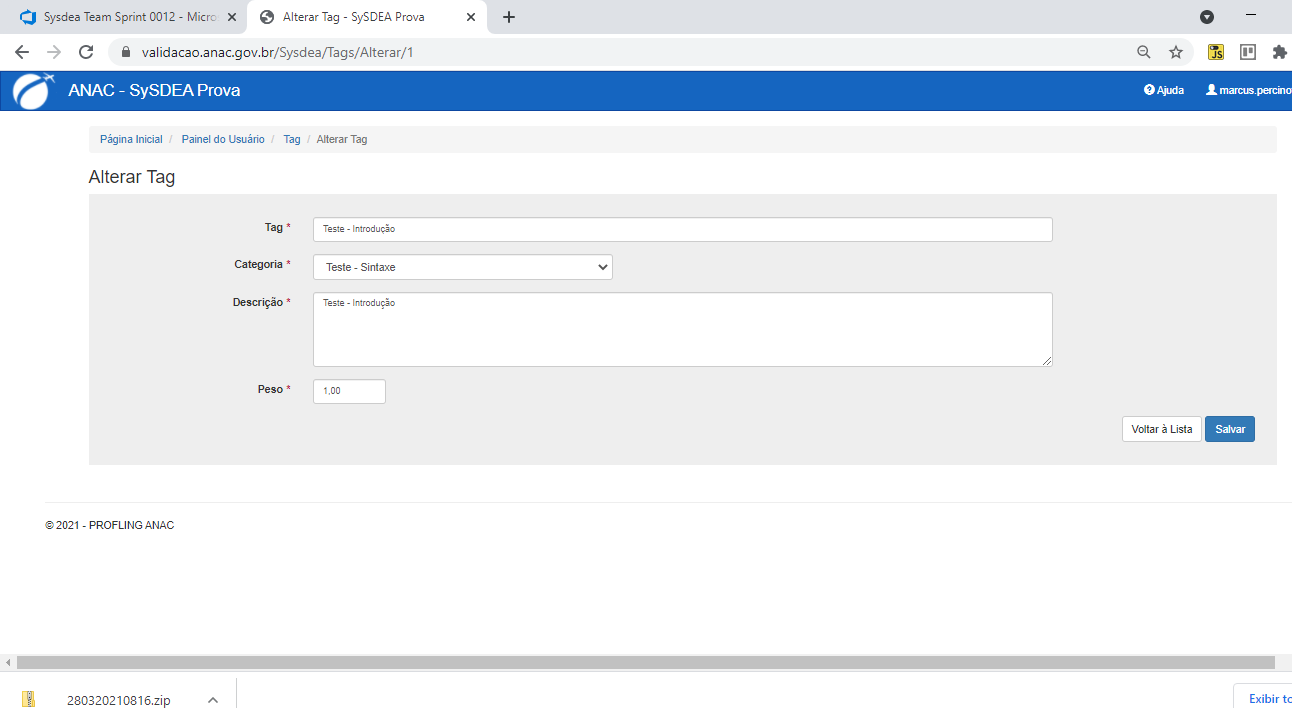 Sysdea Team Sprint 0012 - Micro
Alterar Tag - SySDEA Prova
validacao.anac.gov.br/Sysdea/Tags/Alterar/1
JS
ANAC - SySDEA Prova
Ajuda
marcus.percino
Página Inicial / Painel do Usuário / Tag / Alterar Tag
Alterar Tag
Tag * Teste - Introdução
Categoria * Teste - Sintaxe
Descrição * Teste - Introdução
Peso * 1,00
Voltar à Lista Salvar
© 2021 - PROFLING ANAC
280320210816.zip
Exibir to